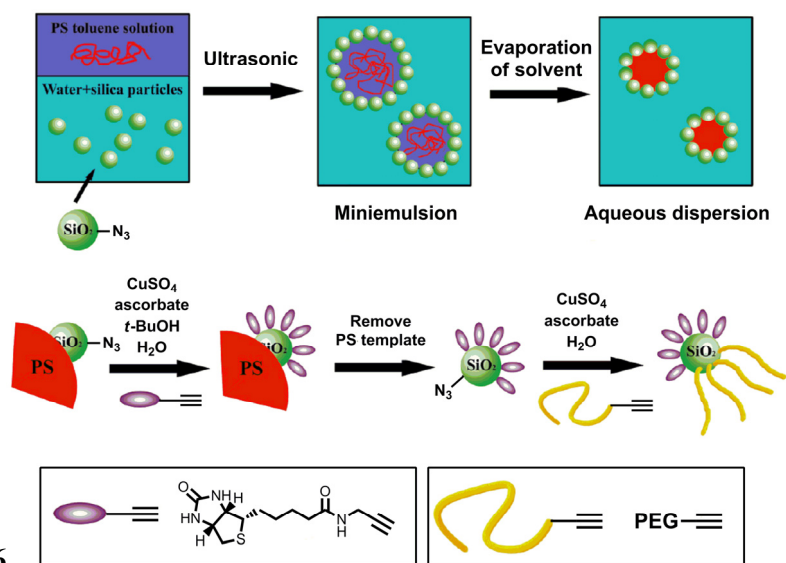 PS toluene solution
Ultrasonic
Evaporation
of solvent
Water+silica particles
SiO₂ N₃
Miniemulsion
Aqueous dispersion
CuSO₄
ascorbate
t-BuOH
H₂O
Remove
PS template
CuSO₄
ascorbate
H₂O
PS
SiO₂ N₃
PS
iO₂
SiO₂
N₃
SiO₂
O
NH
H
HN
H
S
O
N
H
PEG